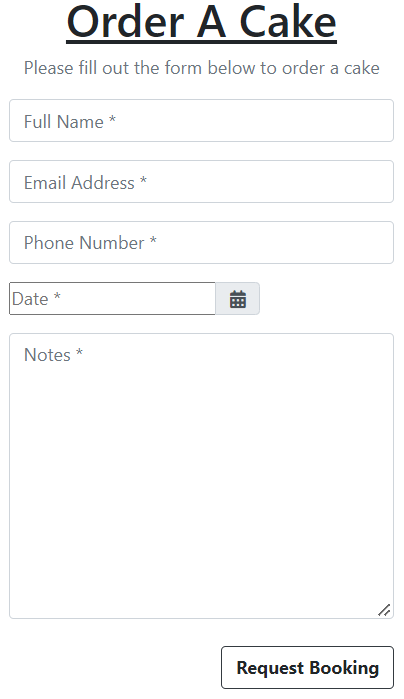 Order A Cake
Please fill out the form below to order a cake
Full Name *
Email Address *
Phone Number *
Date *
Notes *
Request Booking